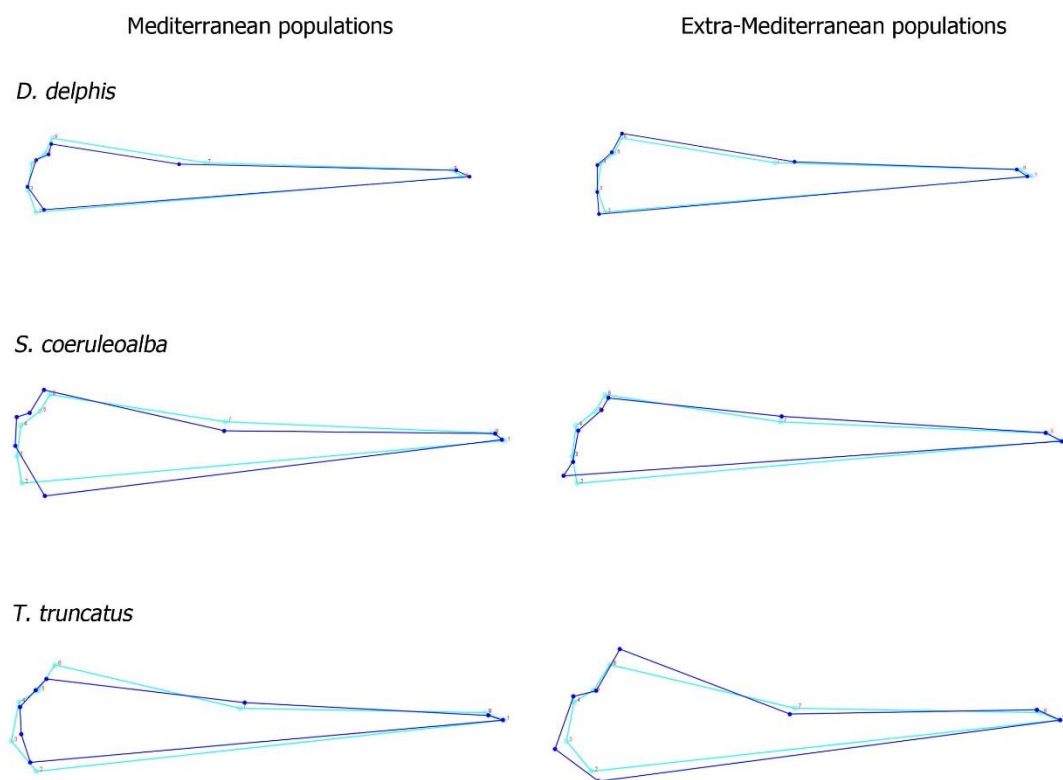 Mediterranean populations
Extra-Mediterranean populations
D. delphis
S. coeruleoalba
T. truncatus